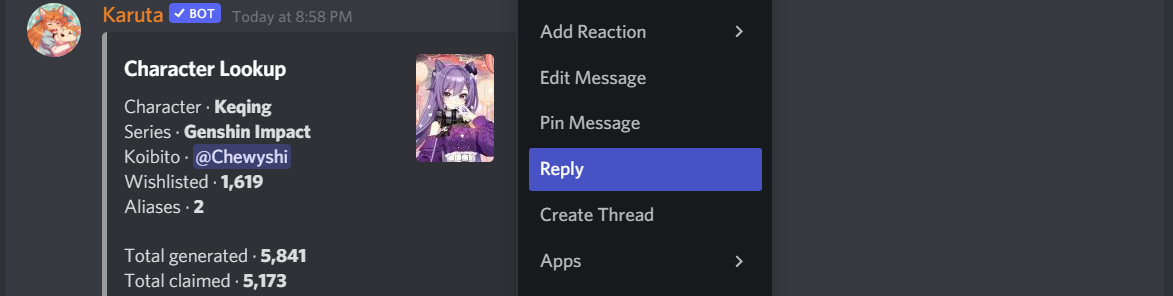 Karuta ✓ BOT Today at 8:58 PM
Character Lookup
Character · Keqing
Series · Genshin Impact
Koibito · @Chewyshi
Wishlisted · 1,619
Aliases · 2
Total generated · 5,841
Total claimed · 5,173
Add Reaction
Edit Message
Pin Message
Reply
Create Thread
Apps